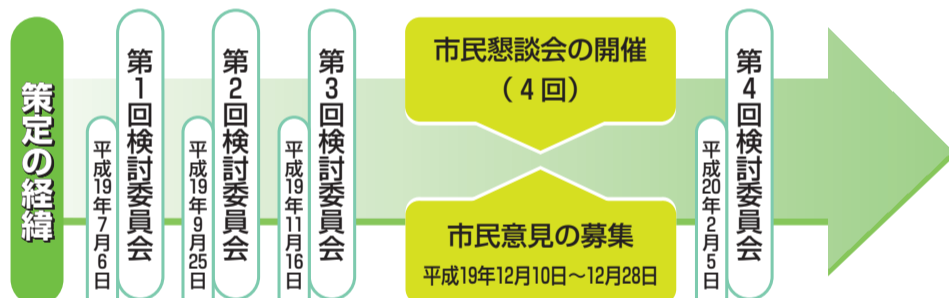 策定の経緯
第1回検討委員会
平成19年7月6日
第2回検討委員会
平成19年9月25日
第3回検討委員会
平成19年11月16日
市民懇談会の開催
(4回)
市民意見の募集
平成19年12月10日~12月28日
第4回検討委員会
平成20年2月5日